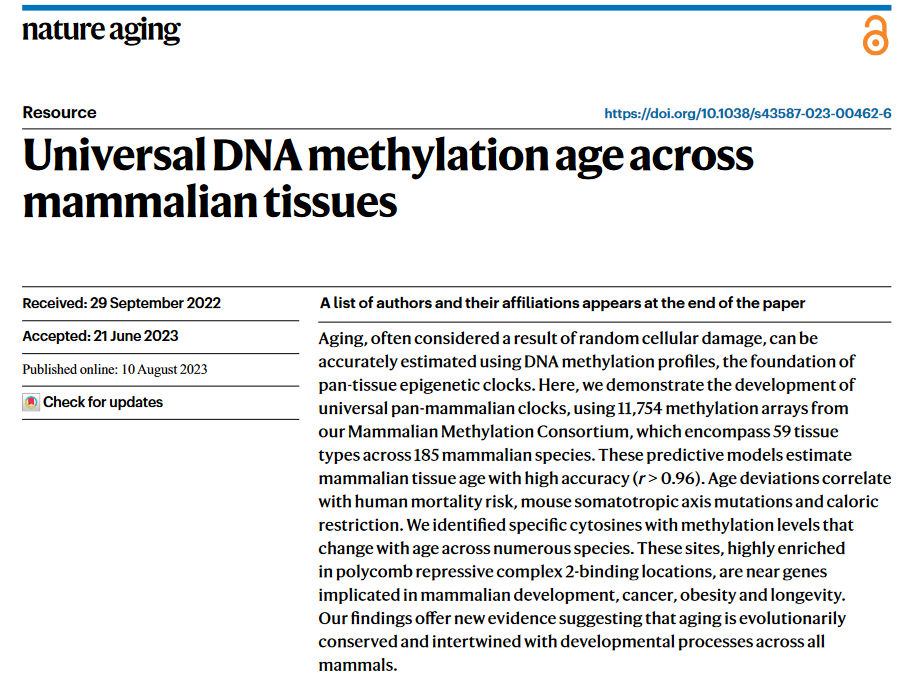 nature aging
Resource
https://doi.org/10.1038/s43587-023-00462-6
Universal DNA methylation age across
mammalian tissues
Received: 29 September 2022
Accepted: 21 June 2023
Published online: 10 August 2023
Check for updates
A list of authors and their affiliations appears at the end of the paper
Aging, often considered a result of random cellular damage, can be
accurately estimated using DNA methylation profiles, the foundation of
pan-tissue epigenetic clocks. Here, we demonstrate the development of
universal pan-mammalian clocks, using 11,754 methylation arrays from
our Mammalian Methylation Consortium, which encompass 59 tissue
types across 185 mammalian species. These predictive models estimate
mammalian tissue age with high accuracy (r > 0.96). Age deviations correlate
with human mortality risk, mouse somatotropic axis mutations and caloric
restriction. We identified specific cytosines with methylation levels that
change with age across numerous species. These sites, highly enriched
in polycomb repressive complex 2-binding locations, are near genes
implicated in mammalian development, cancer, obesity and longevity.
Our findings offer new evidence suggesting that aging is evolutionarily
conserved and intertwined with developmental processes across all
mammals.